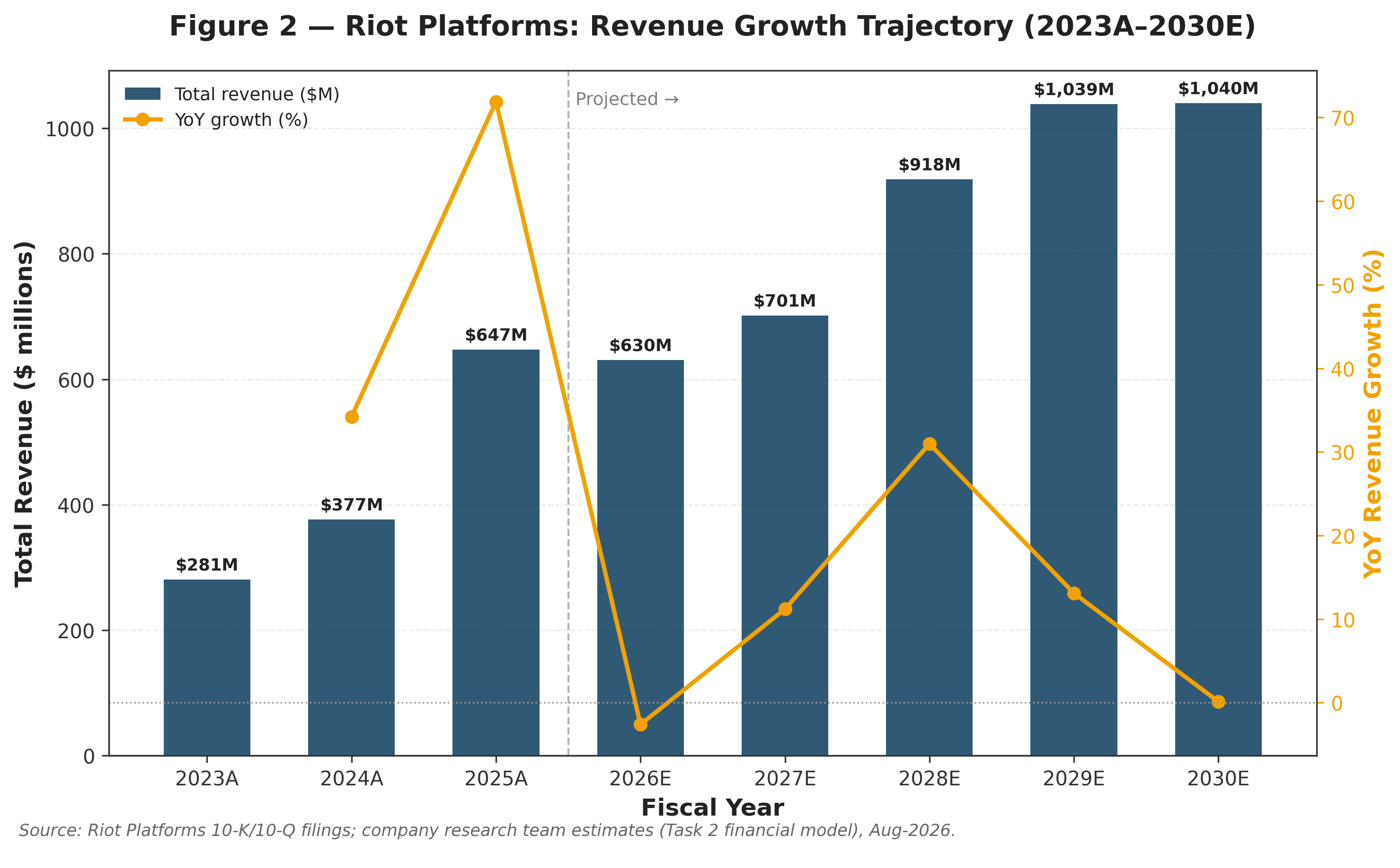 Figure 2 — Riot Platforms: Revenue Growth Trajectory (2023A–2030E)
Total revenue ($M)
YoY growth (%)
Projected →
$281M
$377M
$647M
$630M
$701M
$918M
$1,039M
$1,040M
Total Revenue ($ millions)
1000
800
600
400
200
0
YoY Revenue Growth (%)
70
60
50
40
30
20
10
0
2023A
2024A
2025A
2026E
2027E
2028E
2029E
2030E
Fiscal Year
Source: Riot Platforms 10-K/10-Q filings; company research team estimates (Task 2 financial model), Aug-2026.